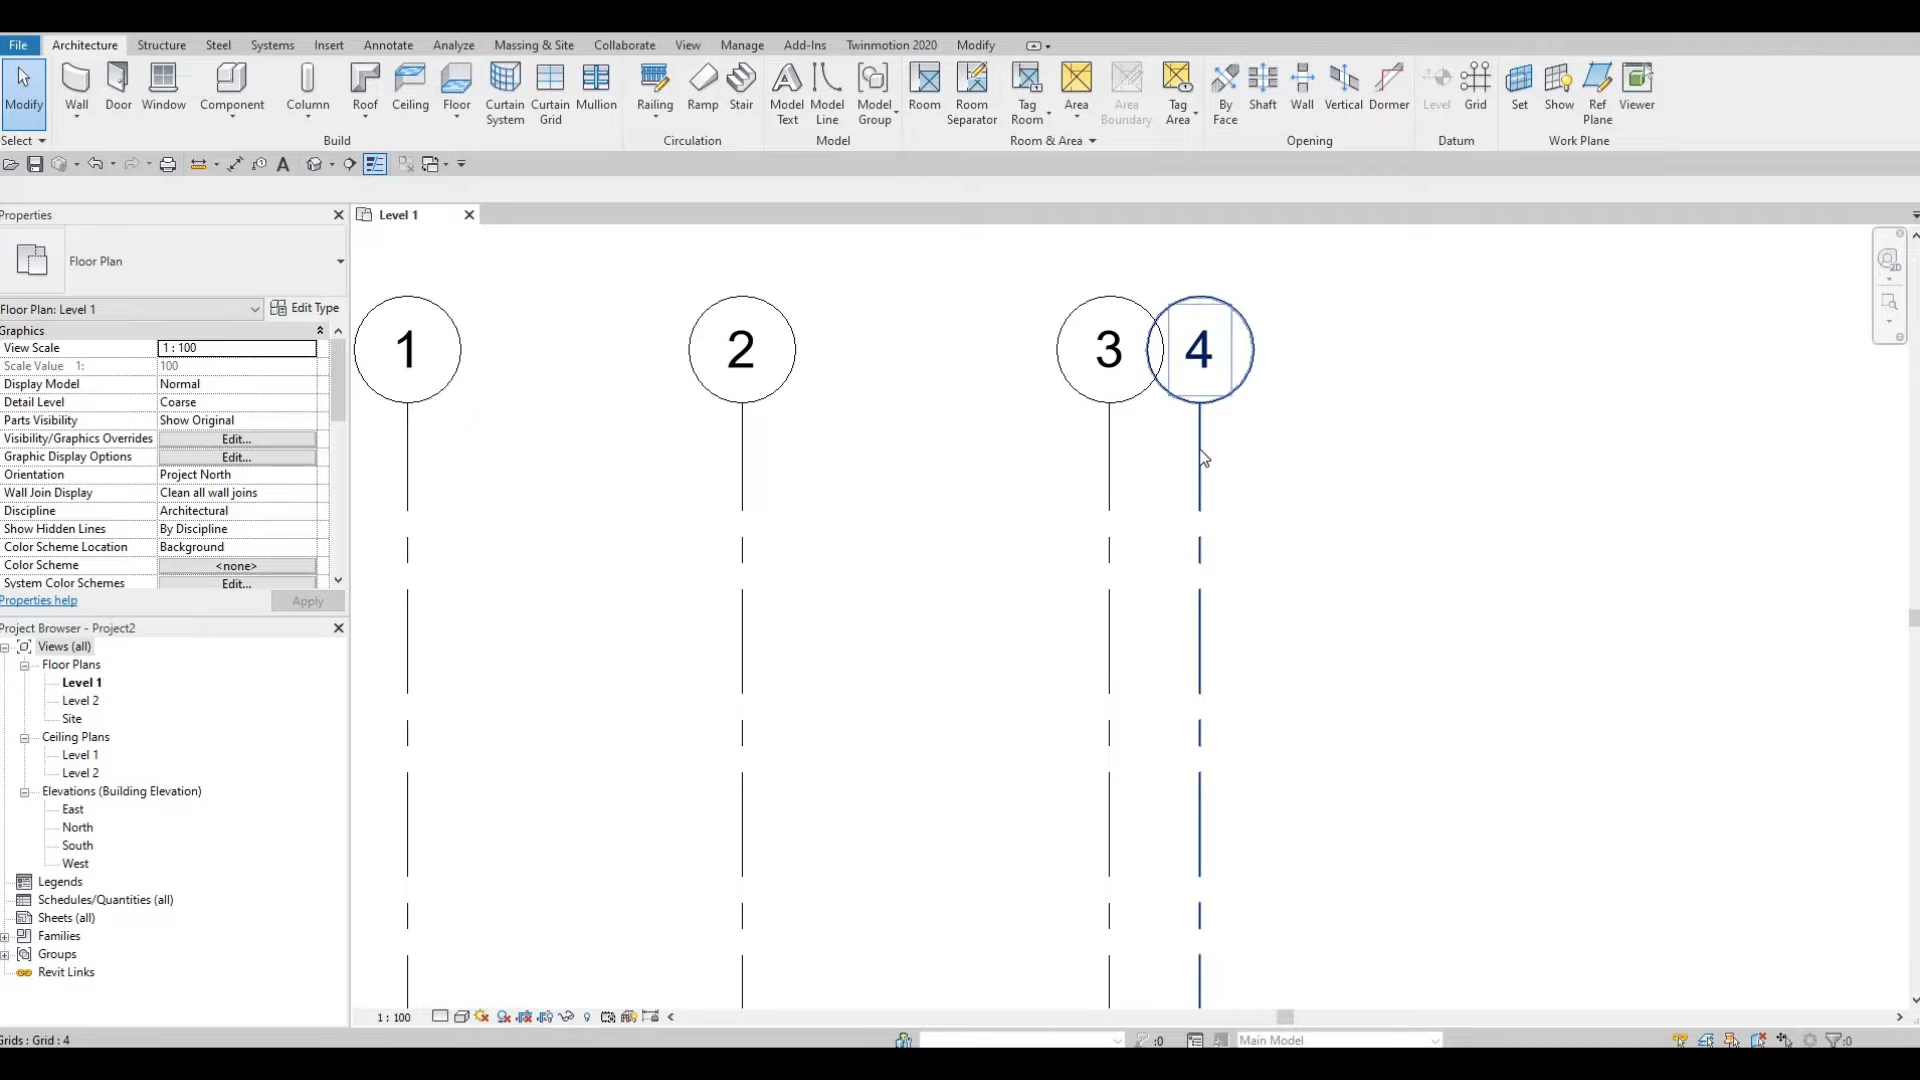 File Architecture Structure Steel Systems Insert Annotate Analyze Massing & Site Collaborate View Manage Add-Ins Twinmotion 2020 Modify
Modify Wall Door Window Component Column Roof Ceiling Floor Curtain System Curtain Grid Mullion Railing Ramp Stair Model Text Model Line Model Group Room Room Separator Tag Room Area Area Boundary Tag Area By Face Shaft Wall Vertical Dormer Level Grid Set Show Ref Plane Viewer
Select Build Circulation Model Room & Area Opening Datum Work Plane
Properties
Level 1
Floor Plan
Floor Plan: Level 1 Edit Type
Graphics
View Scale 1 : 100
Scale Value 1: 100
Display Model Normal
Detail Level Coarse
Parts Visibility Show Original
Visibility/Graphics Overrides Edit...
Graphic Display Options Edit...
Orientation Project North
Wall Join Display Clean all wall joins
Discipline Architectural
Show Hidden Lines By Discipline
Color Scheme Location Background
Color Scheme <none>
System Color Schemes Edit...
Properties help Apply
1 2 3 4
Project Browser - Project2
Views (all)
Floor Plans
Level 1
Level 2
Site
Ceiling Plans
Level 1
Level 2
Elevations (Building Elevation)
East
North
South
West
Legends
Schedules/Quantities (all)
Sheets (all)
Families
Groups
Revit Links
1 : 100
Grids : Grid : 4 :0 Main Model :0